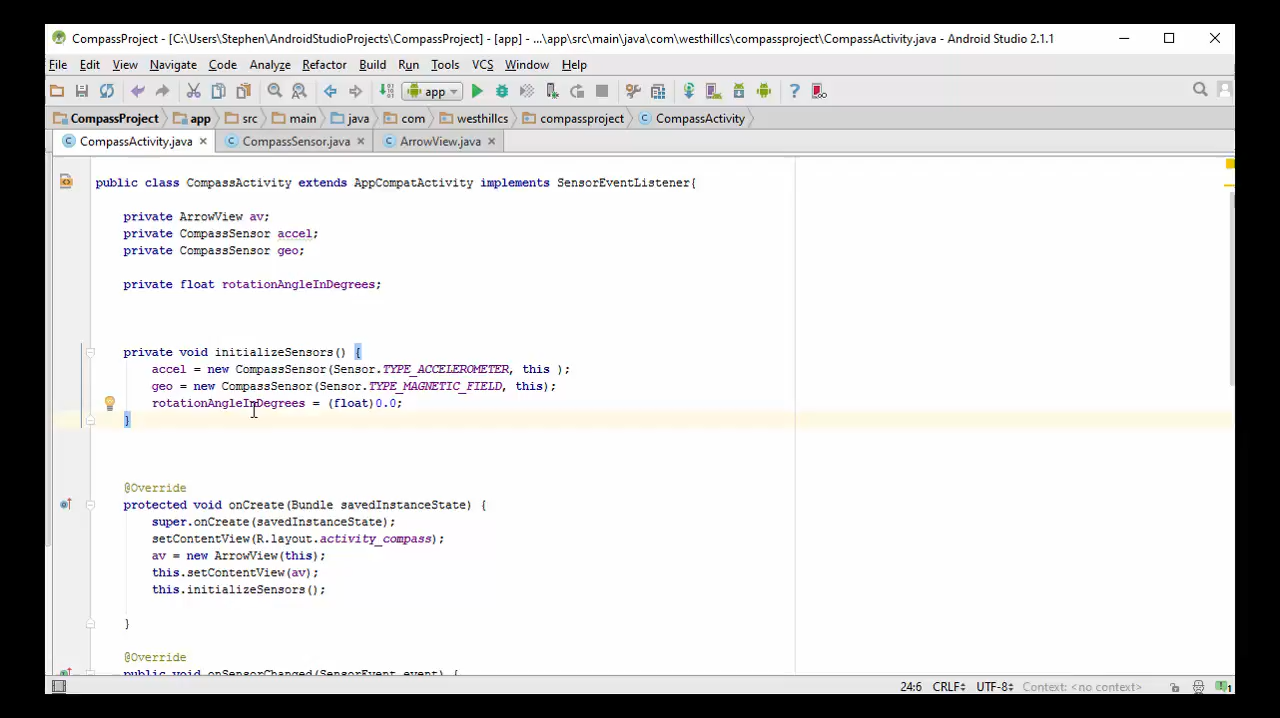 CompassProject - [C:\Users\Stephen\AndroidStudioProjects\CompassProject] - [app] - ...\app\src\main\java\com\westhillcs\compassproject\CompassActivity.java - Android Studio 2.1.1
File Edit View Navigate Code Analyze Refactor Build Run Tools VCS Window Help
app
CompassProject app src main java com westhillcs compassproject CompassActivity
CompassActivity.java CompassSensor.java ArrowView.java
public class CompassActivity extends AppCompatActivity implements SensorEventListener{
private ArrowView av;
private CompassSensor accel;
private CompassSensor geo;
private float rotationAngleInDegrees;
private void initializeSensors() {
accel = new CompassSensor(Sensor.TYPE_ACCELEROMETER, this );
geo = new CompassSensor(Sensor.TYPE_MAGNETIC_FIELD, this);
rotationAngleInDegrees = (float)0.0;
}
@Override
protected void onCreate(Bundle savedInstanceState) {
super.onCreate(savedInstanceState);
setContentView(R.layout.activity_compass);
av = new ArrowView(this);
this.setContentView(av);
this.initializeSensors();
}
@Override
public void onSensorChanged(SensorEvent event) {
24:6 CRLF UTF-8 Context: <no context> 1